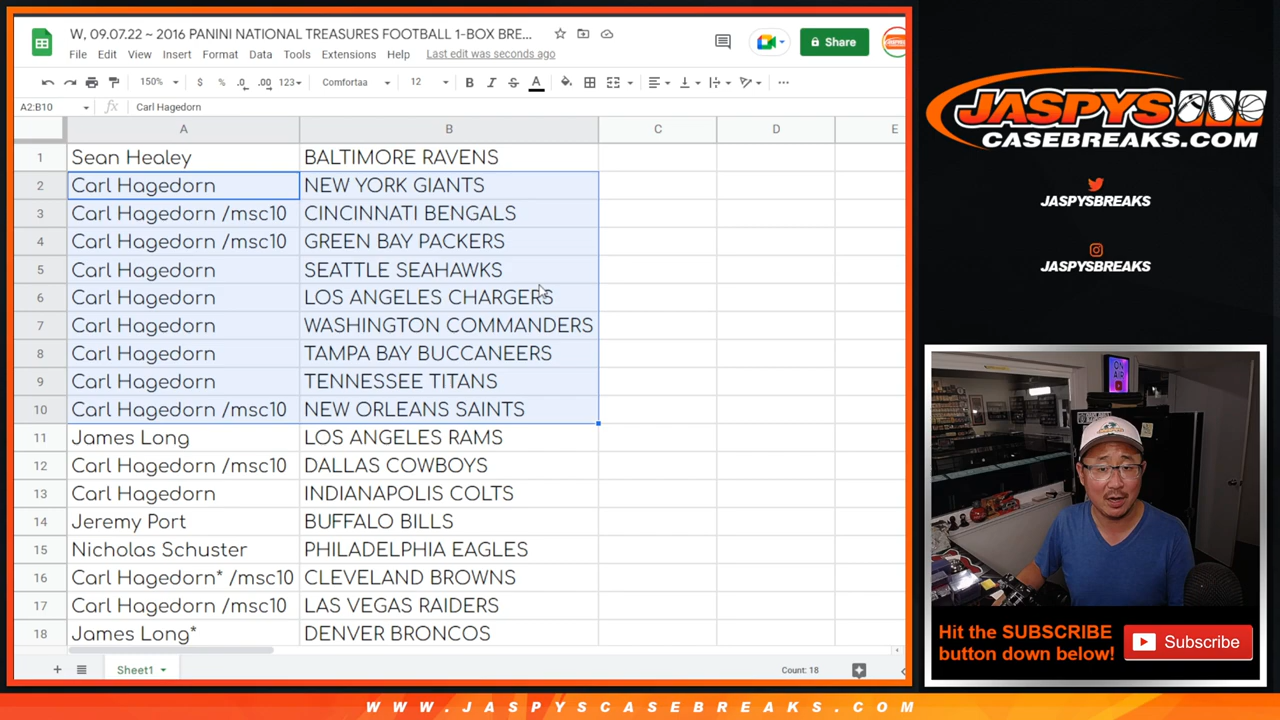 W, 09.07.22 ~ 2016 PANINI NATIONAL TREASURES FOOTBALL 1-BOX BRE...
File Edit View Insert Format Data Tools Extensions Help Last edit was seconds ago
Share
150% $ % .0 .00 123 Comfortaa 12 B I S A
A2:B10 fx Carl Hagedorn
A B C D E
1 Sean Healey BALTIMORE RAVENS
2 Carl Hagedorn NEW YORK GIANTS
3 Carl Hagedorn /msc10 CINCINNATI BENGALS
4 Carl Hagedorn /msc10 GREEN BAY PACKERS
5 Carl Hagedorn SEATTLE SEAHAWKS
6 Carl Hagedorn LOS ANGELES CHARGERS
7 Carl Hagedorn WASHINGTON COMMANDERS
8 Carl Hagedorn TAMPA BAY BUCCANEERS
9 Carl Hagedorn TENNESSEE TITANS
10 Carl Hagedorn /msc10 NEW ORLEANS SAINTS
11 James Long LOS ANGELES RAMS
12 Carl Hagedorn /msc10 DALLAS COWBOYS
13 Carl Hagedorn INDIANAPOLIS COLTS
14 Jeremy Port BUFFALO BILLS
15 Nicholas Schuster PHILADELPHIA EAGLES
16 Carl Hagedorn* /msc10 CLEVELAND BROWNS
17 Carl Hagedorn /msc10 LAS VEGAS RAIDERS
18 James Long* DENVER BRONCOS
Sheet1 Count: 18
JASPYS
CASEBREAKS.COM
JASPYSBREAKS
JASPYSBREAKS
ON
AIR
Hit the SUBSCRIBE
button down below!
Subscribe
WWW.JASPYSCASEBREAKS.COM